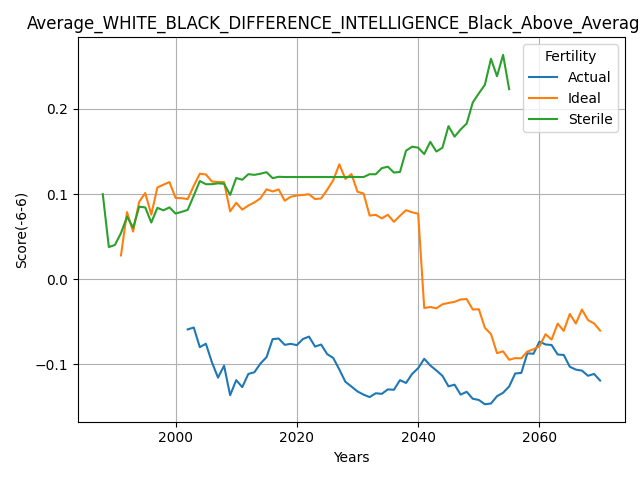 Average_WHITE_BLACK_DIFFERENCE_INTELLIGENCE_Black_Above_Averag
Fertility
Actual
Ideal
Sterile
Score(-6-6)
0.2
0.1
0.0
−0.1
2000 2020 2040 2060
Years